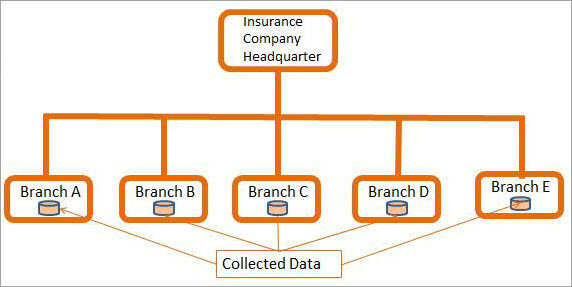 Insurance
Company
Headquarter
Branch A
Branch B
Branch C
Branch D
Branch E
Collected Data